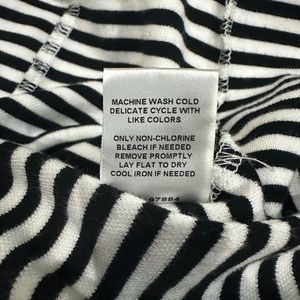 MACHINE WASH COLD
DELICATE CYCLE WITH
LIKE COLORS
ONLY NON-CHLORINE
BLEACH IF NEEDED
REMOVE PROMPTLY
LAY FLAT TO DRY
COOL IRON IF NEEDED